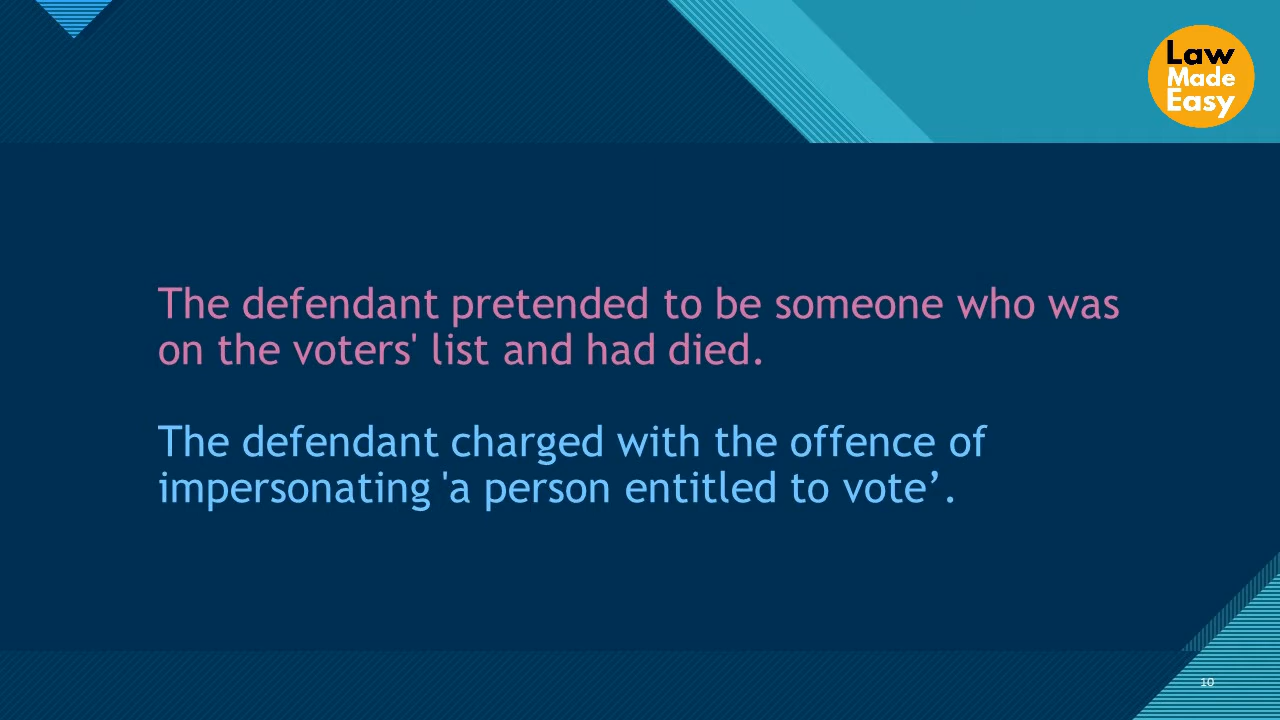 Law
Made
Easy
The defendant pretended to be someone who was
on the voters' list and had died.
The defendant charged with the offence of
impersonating 'a person entitled to vote’.
10